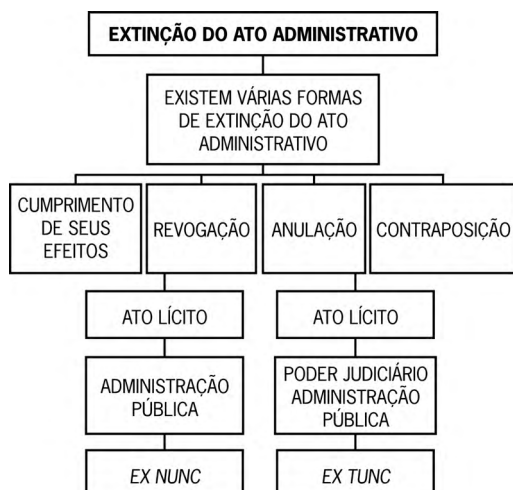 EXTINÇÃO DO ATO ADMINISTRATIVO
EXISTEM VÁRIAS FORMAS
DE EXTINÇÃO DO ATO
ADMINISTRATIVO
CUMPRIMENTO
DE SEUS
EFEITOS
REVOGAÇÃO
ANULAÇÃO
CONTRAPOSIÇÃO
ATO LÍCITO
ATO LÍCITO
ADMINISTRAÇÃO
PÚBLICA
PODER JUDICIÁRIO
ADMINISTRAÇÃO
PÚBLICA
EX NUNC
EX TUNC